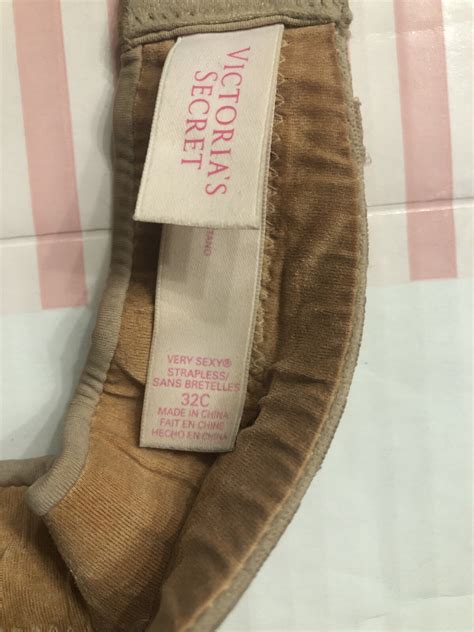 VICTORIA'S
SECRET
VERY SEXY®
STRAPLESS/
SANS BRETELLES
32C
MADE IN CHINA
FAIT EN CHINE
HECHO EN CHINA